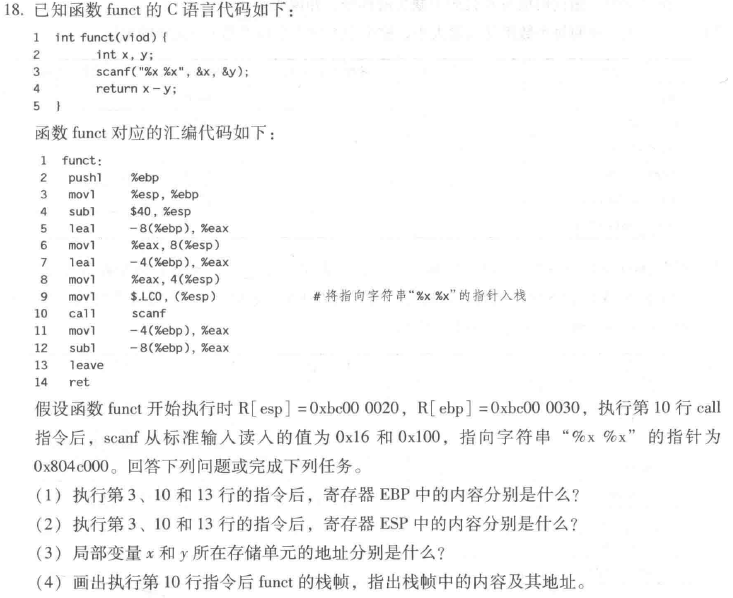 18. 已知函数 funct 的 C 语言代码如下：
1 int funct(viod) {
2 int x, y;
3 scanf("%x %x", &x, &y);
4 return x－y;
5 }
函数 funct 对应的汇编代码如下：
1 funct:
2 pushl %ebp
3 movl %esp, %ebp
4 subl $40, %esp
5 leal －8(%ebp), %eax
6 movl %eax, 8(%esp)
7 leal －4(%ebp), %eax
8 movl %eax, 4(%esp)
9 movl $.LC0, (%esp) # 将指向字符串“%x %x”的指针入栈
10 call scanf
11 movl －4(%ebp), %eax
12 subl －8(%ebp), %eax
13 leave
14 ret
假设函数 funct 开始执行时 R[esp]＝0xbc00 0020，R[ebp]＝0xbc00 0030，执行第 10 行 call
指令后，scanf 从标准输入读入的值为 0x16 和 0x100，指向字符串 “%x %x” 的指针为
0x804c000。回答下列问题或完成下列任务。
（1）执行第 3、10 和 13 行的指令后，寄存器 EBP 中的内容分别是什么？
（2）执行第 3、10 和 13 行的指令后，寄存器 ESP 中的内容分别是什么？
（3）局部变量 x 和 y 所在存储单元的地址分别是什么？
（4）画出执行第 10 行指令后 funct 的栈帧，指出栈帧中的内容及其地址。